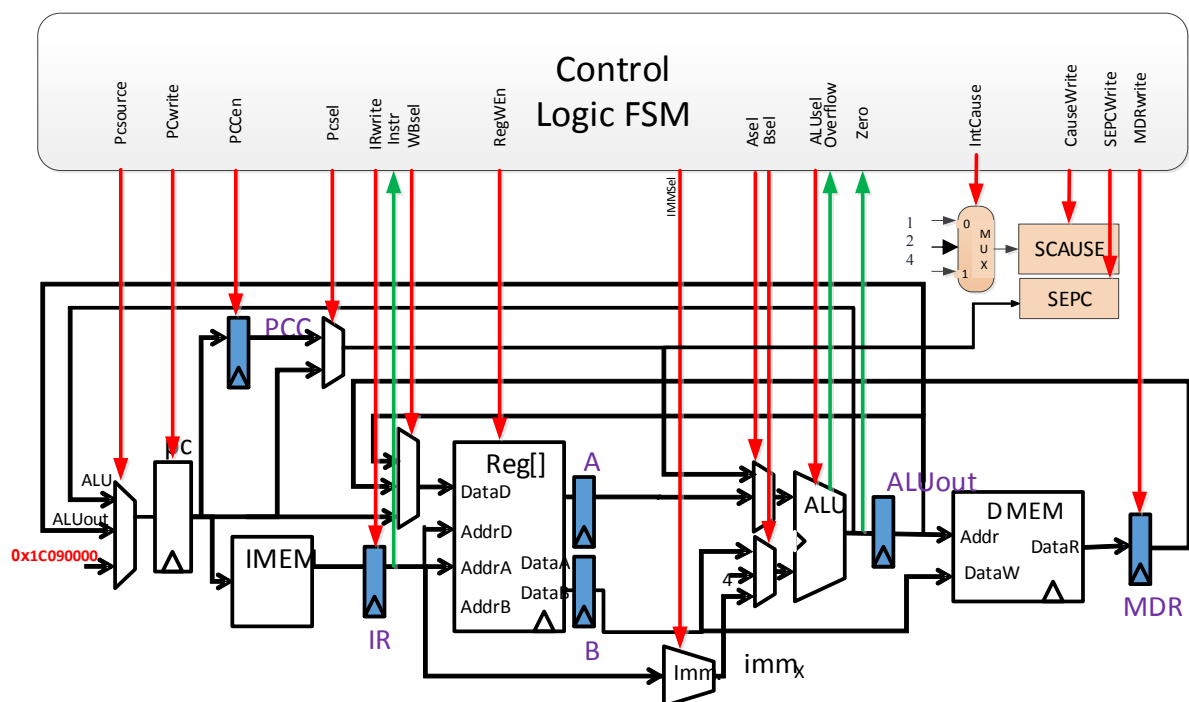 Control
Logic FSM
Pcsource
PCwrite
PCCen
Pcsel
IRwrite
Instr
WBsel
RegWEn
IMMSel
Asel
Bsel
ALUsel
Overflow
Zero
IntCause
CauseWrite
SEPCWrite
MDRwrite
1
2
4
0
MUX
1
SCAUSE
SEPC
PCC
pc
ALU
ALUout
0x1C090000
IMEM
IR
Reg[]
DataD
AddrD
AddrA
AddrB
DataA
DataB
A
B
4
Imm
imm
x
ALU
ALUout
DMEM
Addr
DataR
DataW
MDR